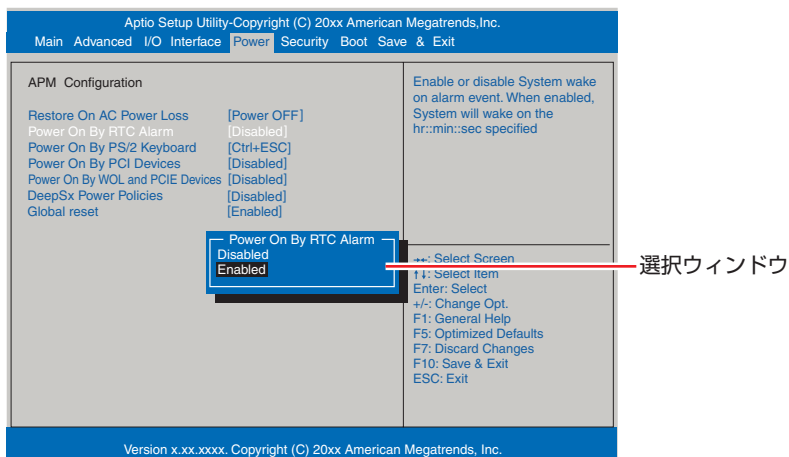 Aptio Setup Utility-Copyright (C) 20xx American Megatrends,Inc.
Main Advanced I/O Interface Power Security Boot Save & Exit
APM Configuration
Restore On AC Power Loss [Power OFF]
Power On By RTC Alarm [Disabled]
Power On By PS/2 Keyboard [Ctrl+ESC]
Power On By PCI Devices [Disabled]
Power On By WOL and PCIE Devices [Disabled]
DeepSx Power Policies [Disabled]
Global reset [Enabled]
Power On By RTC Alarm
Disabled
Enabled
Enable or disable System wake
on alarm event. When enabled,
System will wake on the
hr::min::sec specified
→←: Select Screen
↑↓: Select Item
Enter: Select
+/-: Change Opt.
F1: General Help
F5: Optimized Defaults
F7: Discard Changes
F10: Save & Exit
ESC: Exit
選択ウィンドウ
Version x.xx.xxxx. Copyright (C) 20xx American Megatrends, Inc.